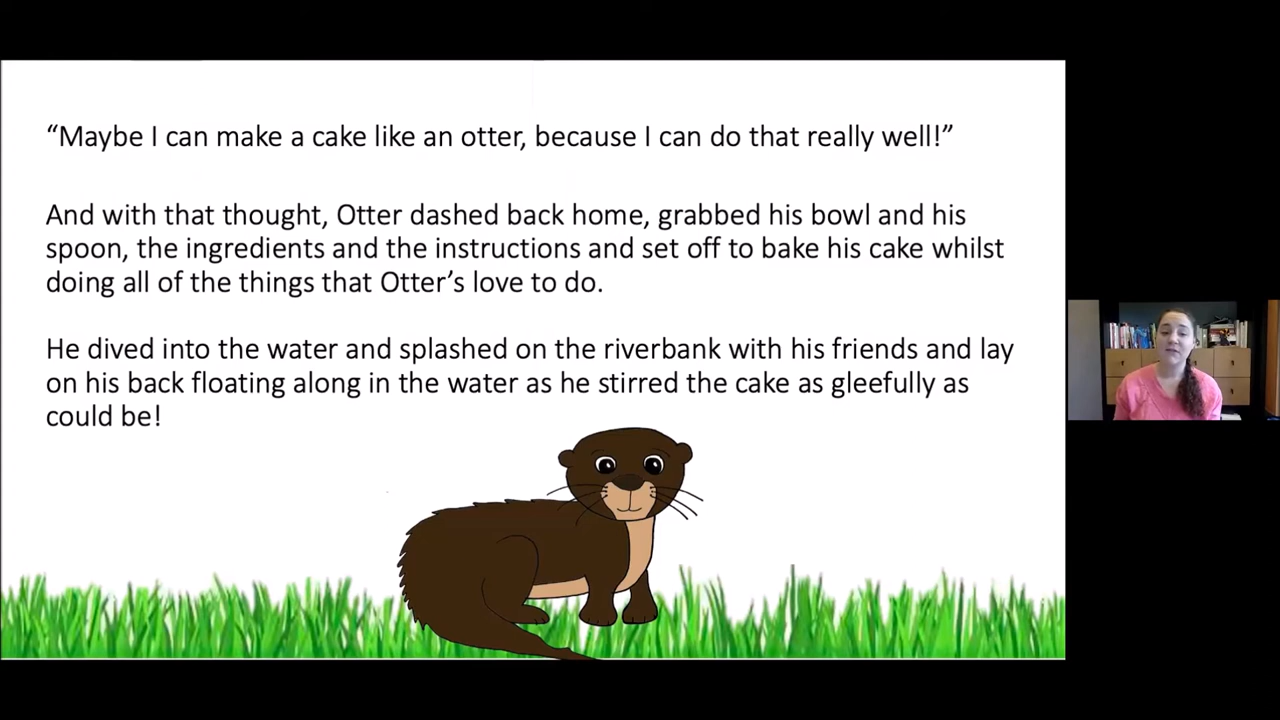 “Maybe I can make a cake like an otter, because I can do that really well!”
And with that thought, Otter dashed back home, grabbed his bowl and his
spoon, the ingredients and the instructions and set off to bake his cake whilst
doing all of the things that Otter’s love to do.
He dived into the water and splashed on the riverbank with his friends and lay
on his back floating along in the water as he stirred the cake as gleefully as
could be!